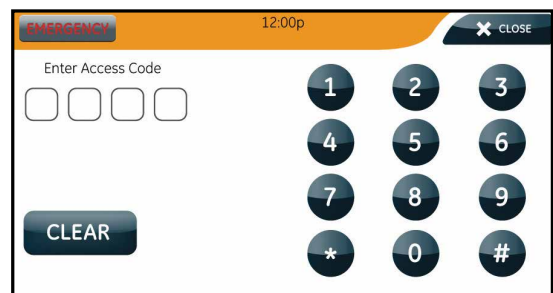 EMERGENCY 12:00p CLOSE
Enter Access Code
1 2 3
4 5 6
7 8 9
CLEAR
* 0 #